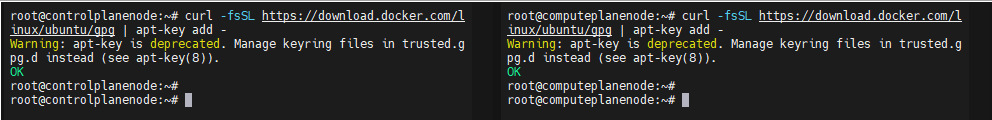 root@controlplanenode:~# curl -fsSL https://download.docker.com/l
inux/ubuntu/gpg | apt-key add -
Warning: apt-key is deprecated. Manage keyring files in trusted.g
pg.d instead (see apt-key(8)).
OK
root@controlplanenode:~#
root@controlplanenode:~#
root@computeplanenode:~# curl -fsSL https://download.docker.com/l
inux/ubuntu/gpg | apt-key add -
Warning: apt-key is deprecated. Manage keyring files in trusted.g
pg.d instead (see apt-key(8)).
OK
root@computeplanenode:~#
root@computeplanenode:~#